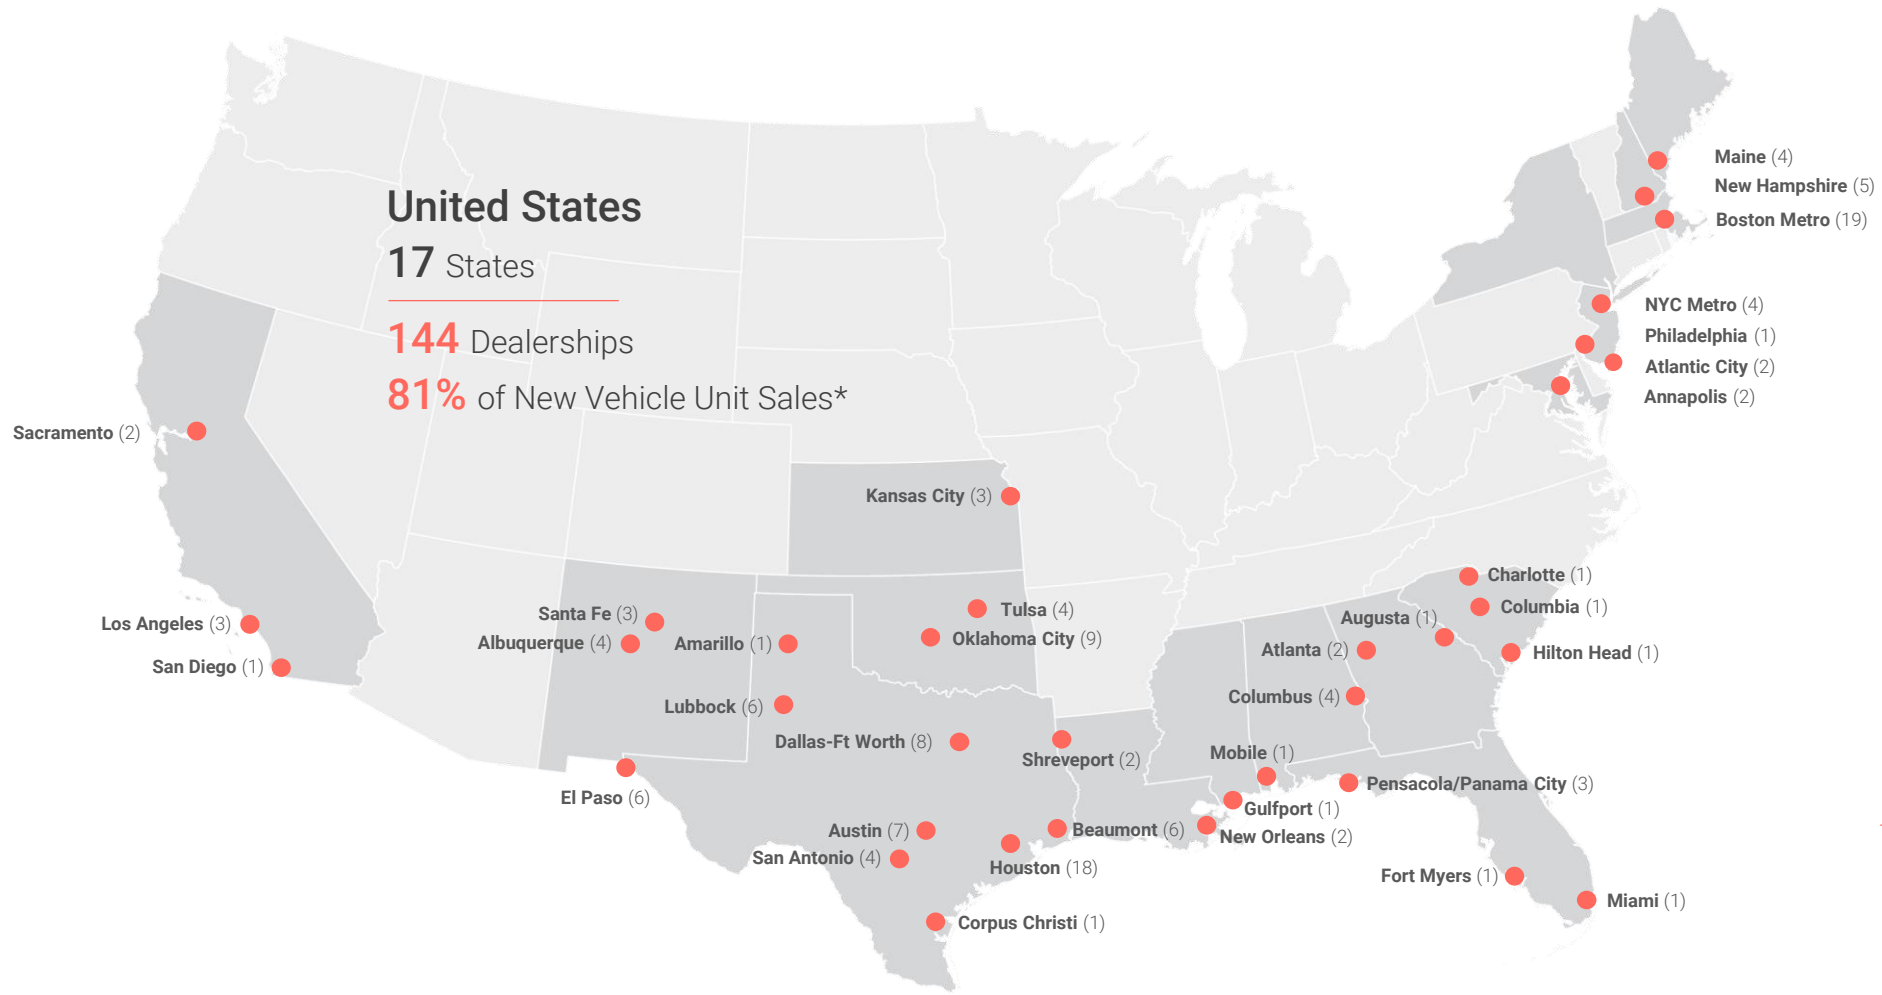 United States
17 States
144 Dealerships
81% of New Vehicle Unit Sales*
Maine (4)
New Hampshire (5)
Boston Metro (19)
NYC Metro (4)
Philadelphia (1)
Atlantic City (2)
Annapolis (2)
Sacramento (2)
Kansas City (3)
Charlotte (1)
Columbia (1)
Santa Fe (3)
Tulsa (4)
Augusta (1)
Los Angeles (3)
Albuquerque (4)
Amarillo (1)
Oklahoma City (9)
Atlanta (2)
Hilton Head (1)
San Diego (1)
Lubbock (6)
Columbus (4)
Dallas-Ft Worth (8)
Shreveport (2)
Mobile (1)
El Paso (6)
Pensacola/Panama City (3)
Gulfport (1)
Austin (7)
Beaumont (6)
New Orleans (2)
San Antonio (4)
Houston (18)
Fort Myers (1)
Miami (1)
Corpus Christi (1)